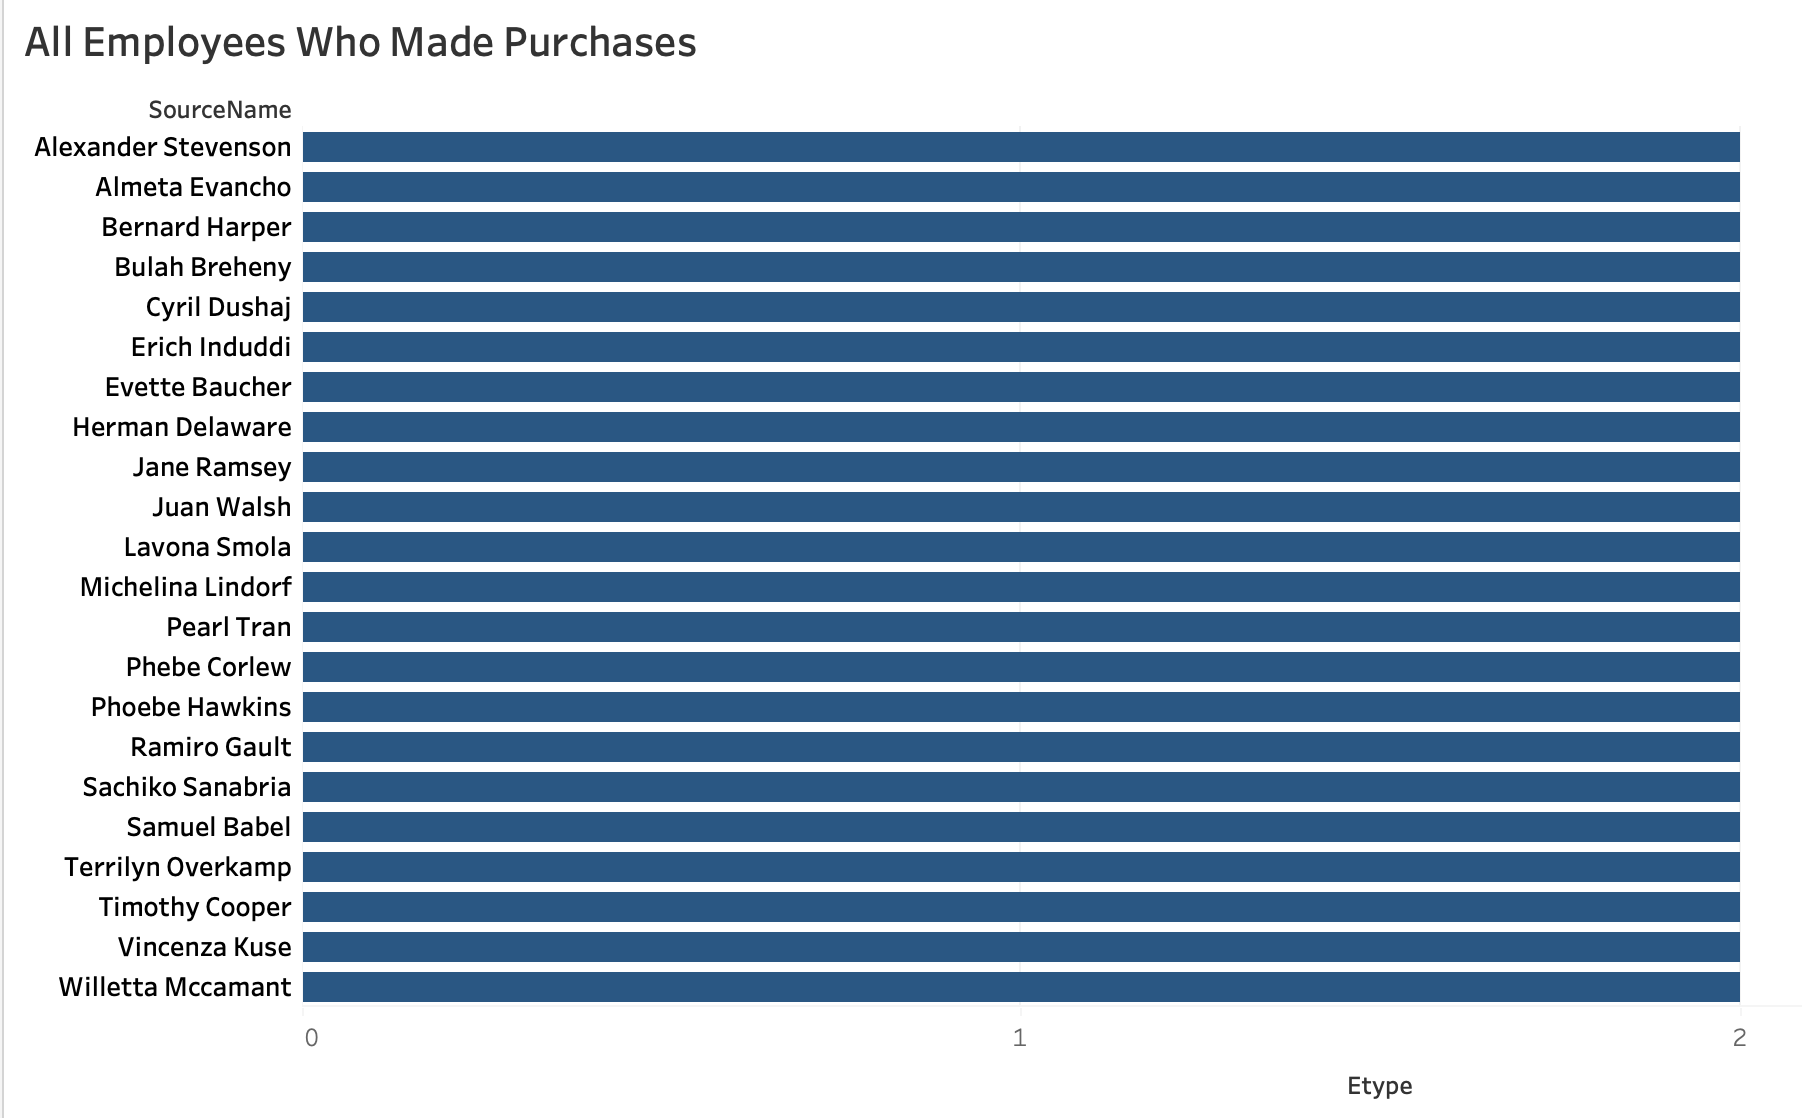 All Employees Who Made Purchases
SourceName
Alexander Stevenson
Almeta Evancho
Bernard Harper
Bulah Breheny
Cyril Dushaj
Erich Induddi
Evette Baucher
Herman Delaware
Jane Ramsey
Juan Walsh
Lavona Smola
Michelina Lindorf
Pearl Tran
Phebe Corlew
Phoebe Hawkins
Ramiro Gault
Sachiko Sanabria
Samuel Babel
Terrilyn Overkamp
Timothy Cooper
Vincenza Kuse
Willetta Mccamant
0 1 2
Etype